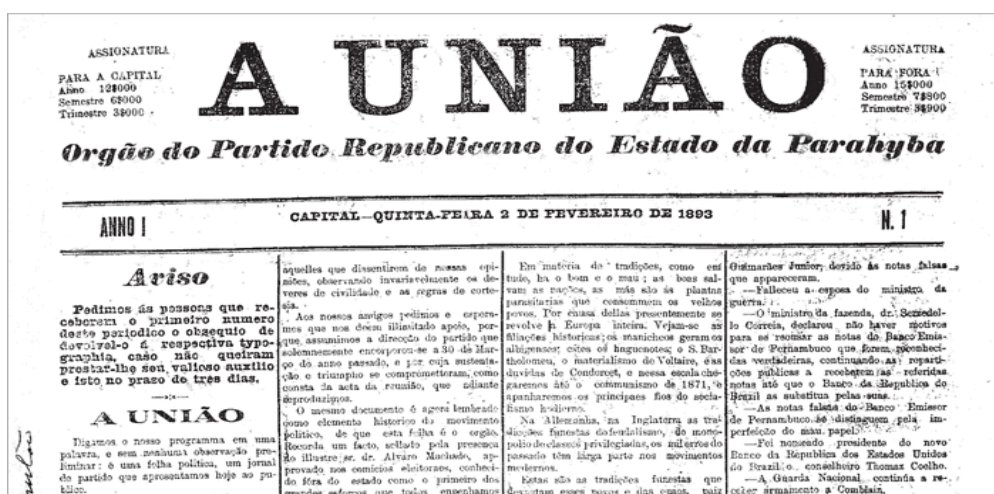 ASSIGNATURA
PARA A CAPITAL
Anno 12$000
Semestre 6$000
Trimestre 3$000
A UNIÃO
ASSIGNATURA
PARA FORA
Anno 15$000
Semestre 7$800
Trimestre 3$900
Orgão do Partido Republicano do Estado da Parahyba
ANNO I
CAPITAL—QUINTA-FEIRA 2 DE FEVEREIRO DE 1893
N. 1
Aviso
Pedimos ás pessoas que re-
ceberem o primeiro numero
deste periodico o obsequio de
devolvel-o á respectiva typo-
graphia, caso não queiram
prestar-lhe seu valioso auxilio
e isto no prazo de tres dias.
A UNIÃO
Digamos o nosso programma em uma
palavra, e sem nenhuma observação pre-
liminar: é uma folha politica, um jornal
do partido que apresentamos hoje ao pu-
blico.
aquelles que dissentirem de nossas opi-
niões, observando invariavelmente os de-
veres de civilidade e as regras de corte-
sia.
Aos nossos amigos pedimos e espera-
mos que nos deem illimitado apoio, por-
que assumimos a direcção do partido que
solemnemente encorporou-se a 30 de Mar-
ço do anno passado, e por cuja sustenta-
ção e triumpho se comprometteram, como
consta da acta da reunião, que adiante
reproduzimos.
O mesmo documento é agora lembrado
como elemento historico do movimento
politico, de que esta folha é o orgão.
Recorda um facto, sellado pela presença
do illustre sr. dr. Alvaro Machado, ap-
provado nos comicios eleitoraes, conheci-
do fóra do estado como o primeiro dos
grandes esforços que todos empenhamos
Em materia de tradições, como em
tudo, ha o bom e o mau; as boas sal-
vam as nações, as más são as plantas
parasitarias que consommem os velhos
povos. Por causa dellas presentemente se
revolve a Europa inteira. Vejam-se as
filiações historicas; os manicheos geram os
albigenses; estes os huguenotes; o S. Bar-
tholomeu, o materialismo de Voltaire, é as
duvidas de Condorcet, e nessa escala che-
garemos até o communismo de 1871, e
apanharemos os principaes fios do socia-
lismo hodierno.
Na Allemanha, na Inglaterra as tra-
dicções funestas do feudalismo, do mono-
polio de classes privilegiadas, os mil erros do
passado têm larga parte nos movimentos
modernos.
Estas são as tradições funestas que
devastam esses povos e das quaes, paiz
Guimarães Junior, devido ás notas falsas
que appareceram.
—Falleceu a esposa do ministro da
guerra.
—O ministro da fazenda, dr. Serzedel-
lo Correia, declarou não haver motivos
para se recusar as notas do Banco Emis-
sor de Pernambuco que forem reconheci-
das verdadeiras, continuando as reparti-
ções publicas a receberem as referidas
notas até que o Banco da Republica do
Brazil as substitua pelas suas.
—As notas falsas do Banco Emissor
de Pernambuco se distinguem pela im-
perfeição do mau papel.
—Foi nomeado presidente do novo
Banco da Republica dos Estados Unidos
do Brazil o conselheiro Thomaz Coelho.
—A Guarda Nacional continúa a re-
ceber armamento a Comblain.